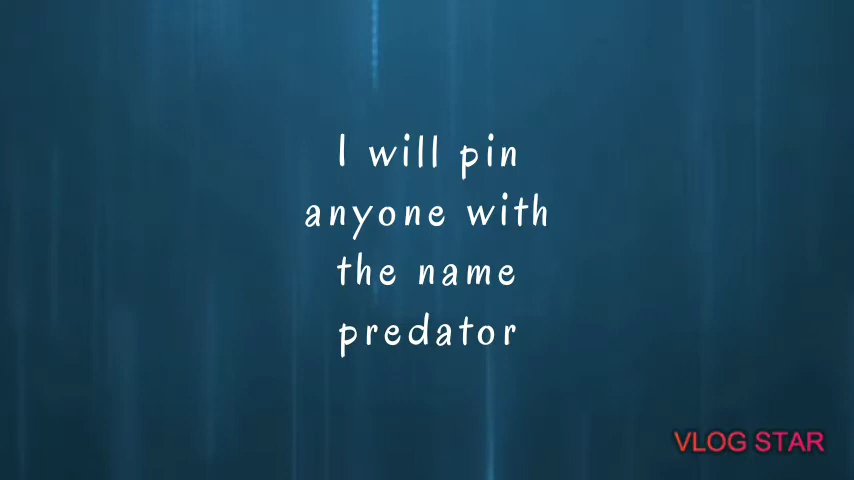 I will pin
anyone with
the name
predator
VLOG STAR